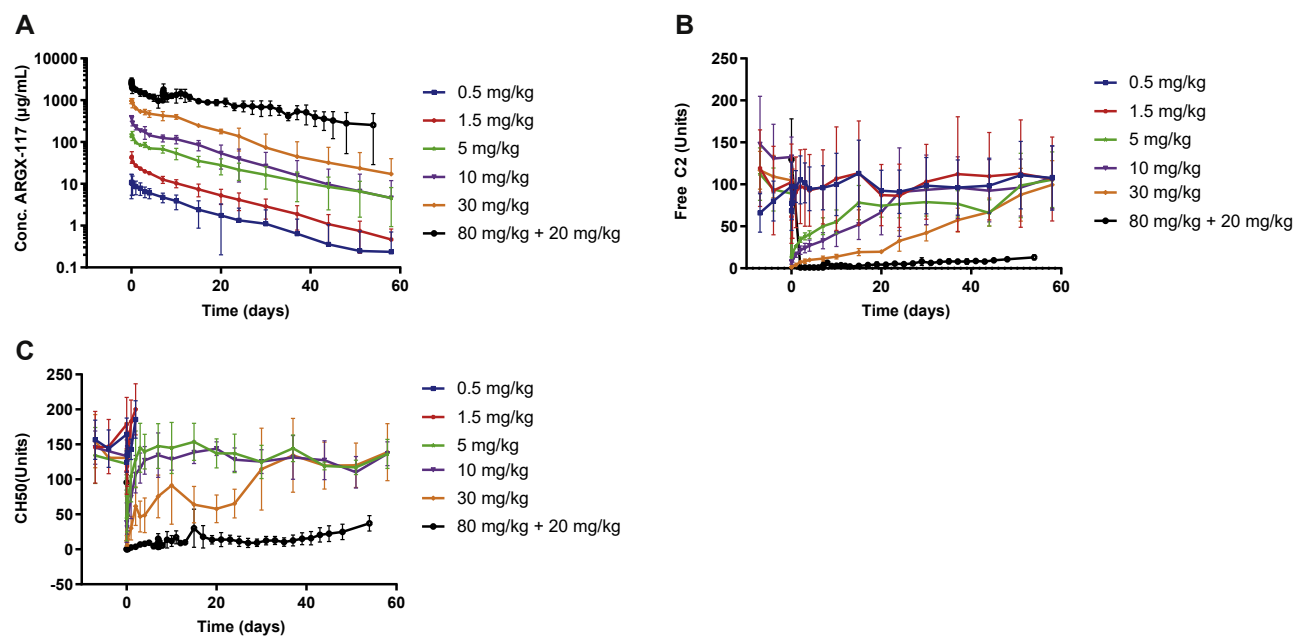 A
10000
1000
100
10
1
0.1
Conc. ARGX-117 (µg/mL)
0
20
40
60
Time (days)
0.5 mg/kg
1.5 mg/kg
5 mg/kg
10 mg/kg
30 mg/kg
80 mg/kg + 20 mg/kg
B
250
200
150
100
50
0
Free C2 (Units)
0
20
40
60
Time (days)
0.5 mg/kg
1.5 mg/kg
5 mg/kg
10 mg/kg
30 mg/kg
80 mg/kg + 20 mg/kg
C
250
200
150
100
50
0
-50
CH50(Units)
0
20
40
60
Time (days)
0.5 mg/kg
1.5 mg/kg
5 mg/kg
10 mg/kg
30 mg/kg
80 mg/kg + 20 mg/kg